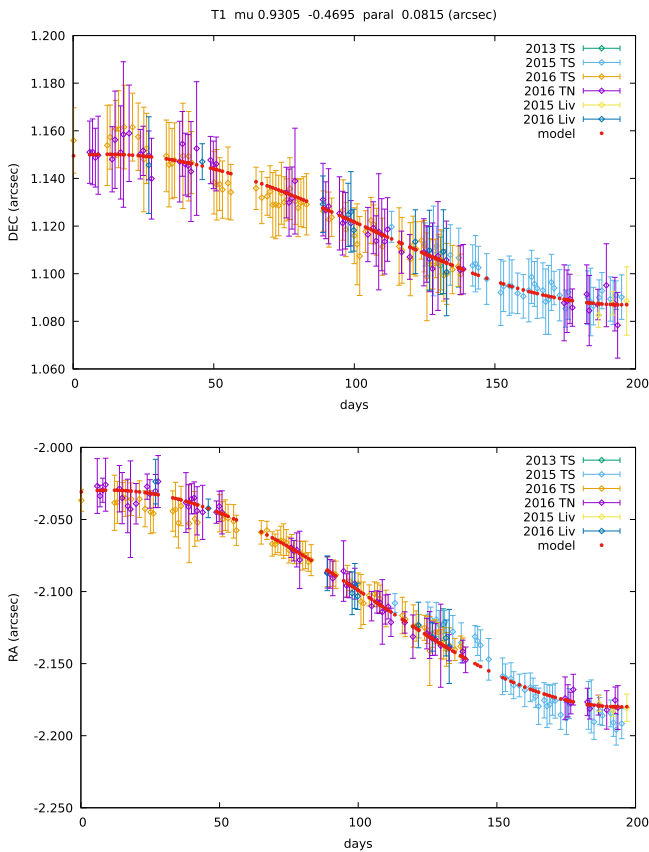 T1 mu 0.9305 -0.4695 paral 0.0815 (arcsec)
1.200
1.180
1.160
1.140
1.120
1.100
1.080
1.060
DEC (arcsec)
2013 TS
2015 TS
2016 TS
2016 TN
2015 Liv
2016 Liv
model
0 50 100 150 200
days
-2.000
-2.050
-2.100
-2.150
-2.200
-2.250
RA (arcsec)
2013 TS
2015 TS
2016 TS
2016 TN
2015 Liv
2016 Liv
model
0 50 100 150 200
days